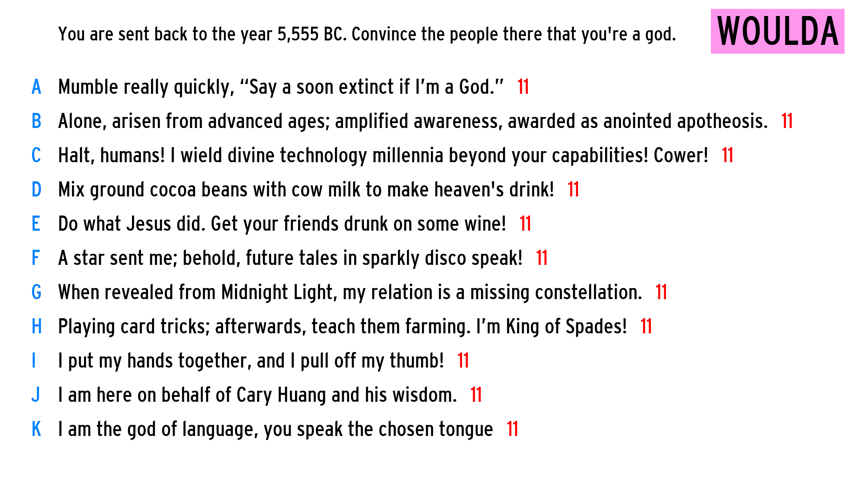 You are sent back to the year 5,555 BC. Convince the people there that you're a god. WOULDA
A Mumble really quickly, “Say a soon extinct if I’m a God.” 11
B Alone, arisen from advanced ages; amplified awareness, awarded as anointed apotheosis. 11
C Halt, humans! I wield divine technology millennia beyond your capabilities! Cower! 11
D Mix ground cocoa beans with cow milk to make heaven's drink! 11
E Do what Jesus did. Get your friends drunk on some wine! 11
F A star sent me; behold, future tales in sparkly disco speak! 11
G When revealed from Midnight Light, my relation is a missing constellation. 11
H Playing card tricks; afterwards, teach them farming. I’m King of Spades! 11
I I put my hands together, and I pull off my thumb! 11
J I am here on behalf of Cary Huang and his wisdom. 11
K I am the god of language, you speak the chosen tongue 11